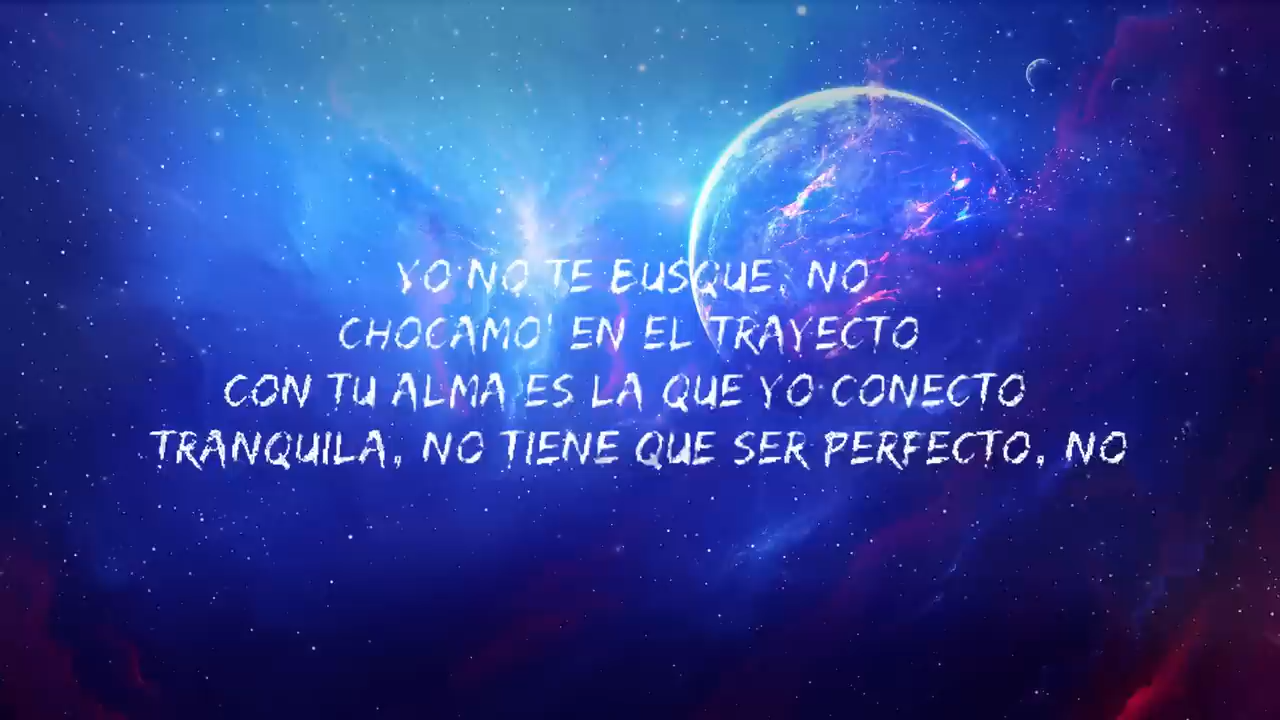 YO NO TE BUSQUE, NO
CHOCAMO' EN EL TRAYECTO
CON TU ALMA ES LA QUE YO CONECTO
TRANQUILA, NO TIENE QUE SER PERFECTO, NO